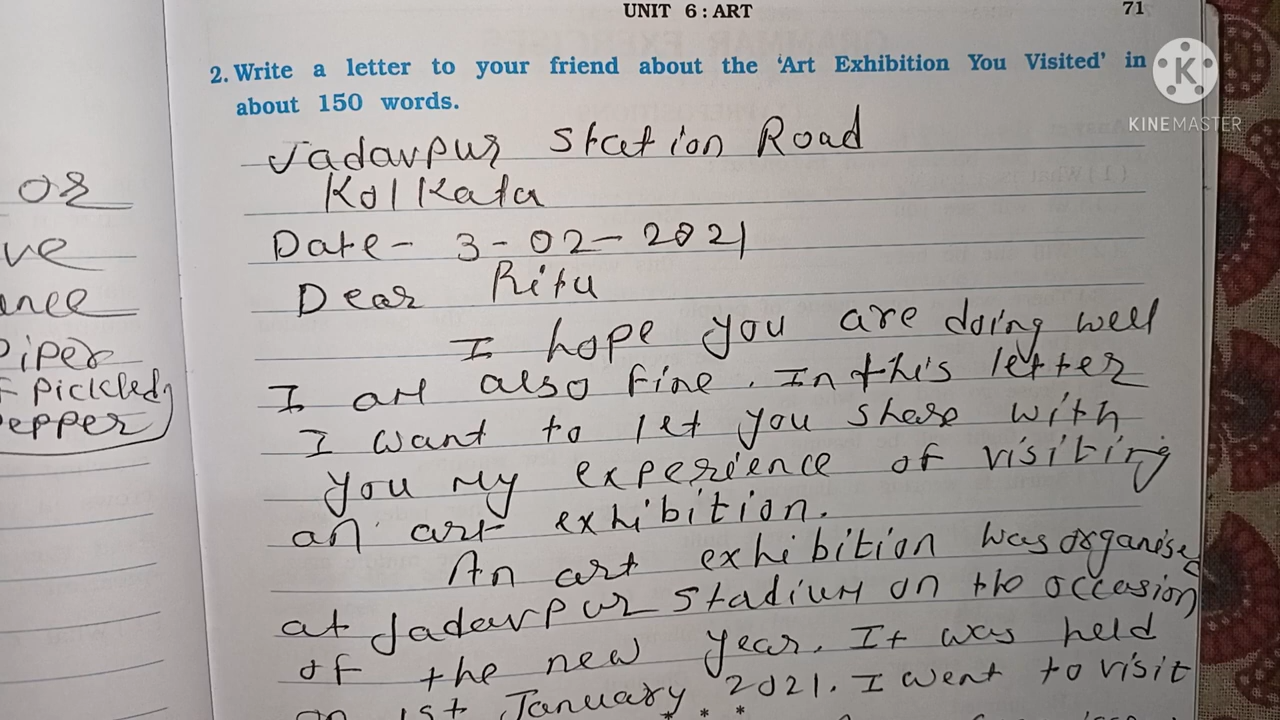 UNIT 6 : ART 71
2. Write a letter to your friend about the 'Art Exhibition You Visited' in
about 150 words.
KINEMASTER
Jadavpur Station Road
Kolkata
Date - 3-02-2021
Dear Ritu
I hope you are doing well
I am also fine. In this letter
I want to let you share with
you my experience of visiting
an art exhibition.
An art exhibition was organised
at Jadavpur Stadium on the occasion
of the new year. It was held
on 1st January 2021. I went to visit
or
ve
ence
Piper
f Pickled
epper